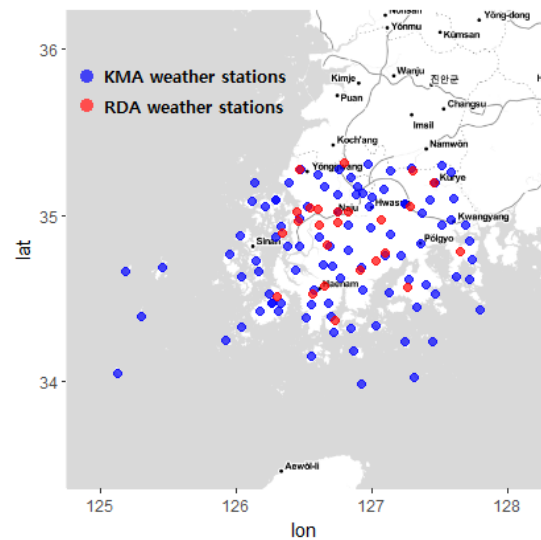 Nonsan
Yŏnmu
Yŏng-dong
Kŭmsan
36
KMA weather stations
Kimje
Wanju
진안군
RDA weather stations
Puan
Changsu
Imsil
Koch'ang
Namwŏn
Yŏnggwang
Kurye
35
Naju
Hwasun
Kwangyang
Sinan
Pŏlgyo
lat
Haenam
34
Aewŏl-li
125
126
127
128
lon